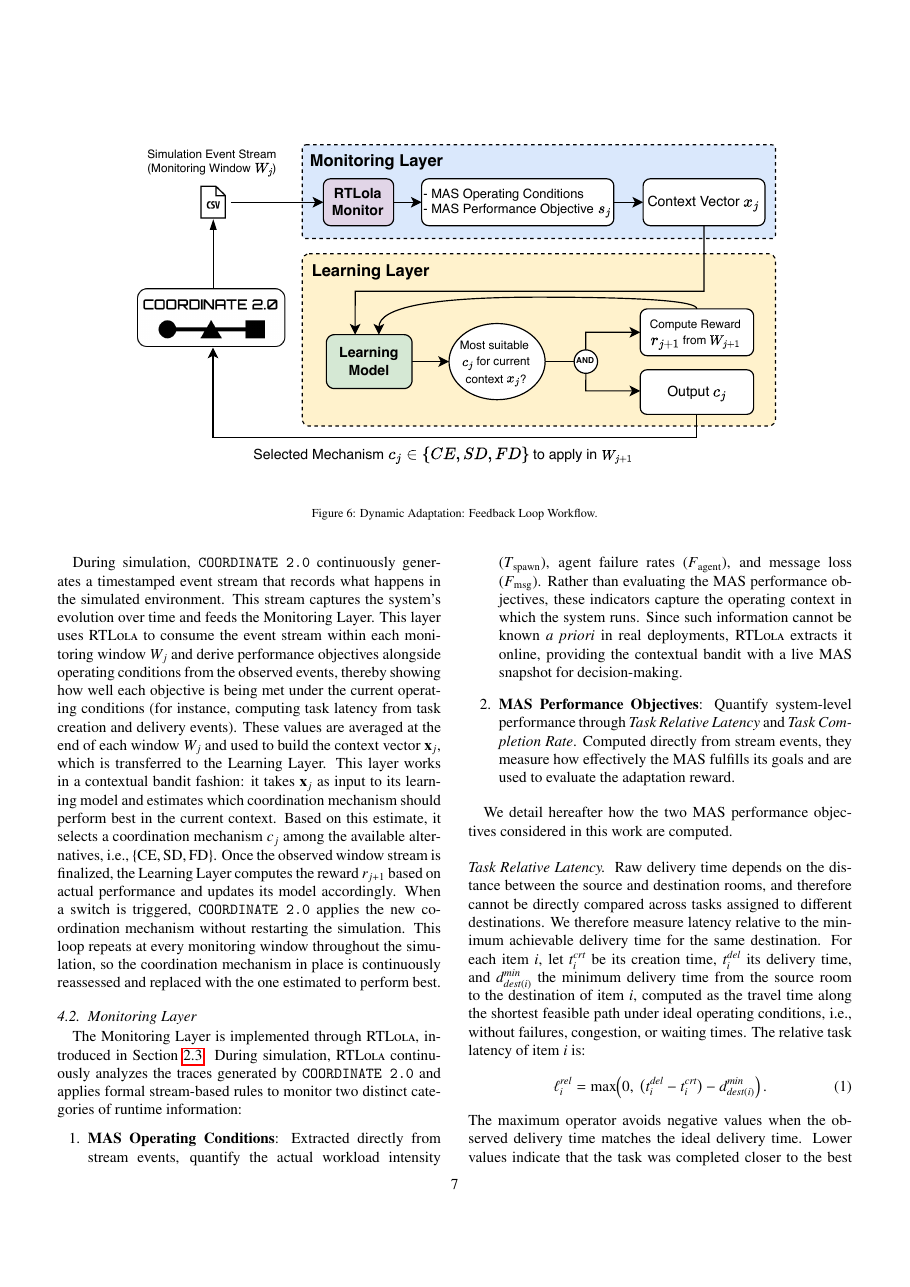 Simulation Event Stream
(Monitoring Window W_j)
CSV
Monitoring Layer
RTLola
Monitor
- MAS Operating Conditions
- MAS Performance Objective s_j
Context Vector x_j
Learning Layer
COORDINATE 2.0
Learning
Model
Most suitable
c_j for current
context x_j?
AND
Compute Reward
r_{j+1} from W_{j+1}
Output c_j
Selected Mechanism c_j ∈ {CE, SD, FD} to apply in W_{j+1}
Figure 6: Dynamic Adaptation: Feedback Loop Workflow.
During simulation, COORDINATE 2.0 continuously gener-
ates a timestamped event stream that records what happens in
the simulated environment. This stream captures the system's
evolution over time and feeds the Monitoring Layer. This layer
uses RTLola to consume the event stream within each moni-
toring window W_j and derive performance objectives alongside
operating conditions from the observed events, thereby showing
how well each objective is being met under the current operat-
ing conditions (for instance, computing task latency from task
creation and delivery events). These values are averaged at the
end of each window W_j and used to build the context vector x_j,
which is transferred to the Learning Layer. This layer works
in a contextual bandit fashion: it takes x_j as input to its learn-
ing model and estimates which coordination mechanism should
perform best in the current context. Based on this estimate, it
selects a coordination mechanism c_j among the available alter-
natives, i.e., {CE, SD, FD}. Once the observed window stream is
finalized, the Learning Layer computes the reward r_{j+1} based on
actual performance and updates its model accordingly. When
a switch is triggered, COORDINATE 2.0 applies the new co-
ordination mechanism without restarting the simulation. This
loop repeats at every monitoring window throughout the simu-
lation, so the coordination mechanism in place is continuously
reassessed and replaced with the one estimated to perform best.
4.2. Monitoring Layer
The Monitoring Layer is implemented through RTLola, in-
troduced in Section 2.3. During simulation, RTLola continu-
ously analyzes the traces generated by COORDINATE 2.0 and
applies formal stream-based rules to monitor two distinct cate-
gories of runtime information:
1. MAS Operating Conditions: Extracted directly from
stream events, quantify the actual workload intensity
(T_spawn), agent failure rates (F_agent), and message loss
(F_msg). Rather than evaluating the MAS performance ob-
jectives, these indicators capture the operating context in
which the system runs. Since such information cannot be
known a priori in real deployments, RTLola extracts it
online, providing the contextual bandit with a live MAS
snapshot for decision-making.
2. MAS Performance Objectives: Quantify system-level
performance through Task Relative Latency and Task Com-
pletion Rate. Computed directly from stream events, they
measure how effectively the MAS fulfills its goals and are
used to evaluate the adaptation reward.
We detail hereafter how the two MAS performance objec-
tives considered in this work are computed.
Task Relative Latency. Raw delivery time depends on the dis-
tance between the source and destination rooms, and therefore
cannot be directly compared across tasks assigned to different
destinations. We therefore measure latency relative to the min-
imum achievable delivery time for the same destination. For
each item i, let t_i^{crt} be its creation time, t_i^{del} its delivery time,
and d_{dest(i)}^{min} the minimum delivery time from the source room
to the destination of item i, computed as the travel time along
the shortest feasible path under ideal operating conditions, i.e.,
without failures, congestion, or waiting times. The relative task
latency of item i is:
ℓ_i^{rel} = max(0, (t_i^{del} − t_i^{crt}) − d_{dest(i)}^{min}). (1)
The maximum operator avoids negative values when the ob-
served delivery time matches the ideal delivery time. Lower
values indicate that the task was completed closer to the best
7